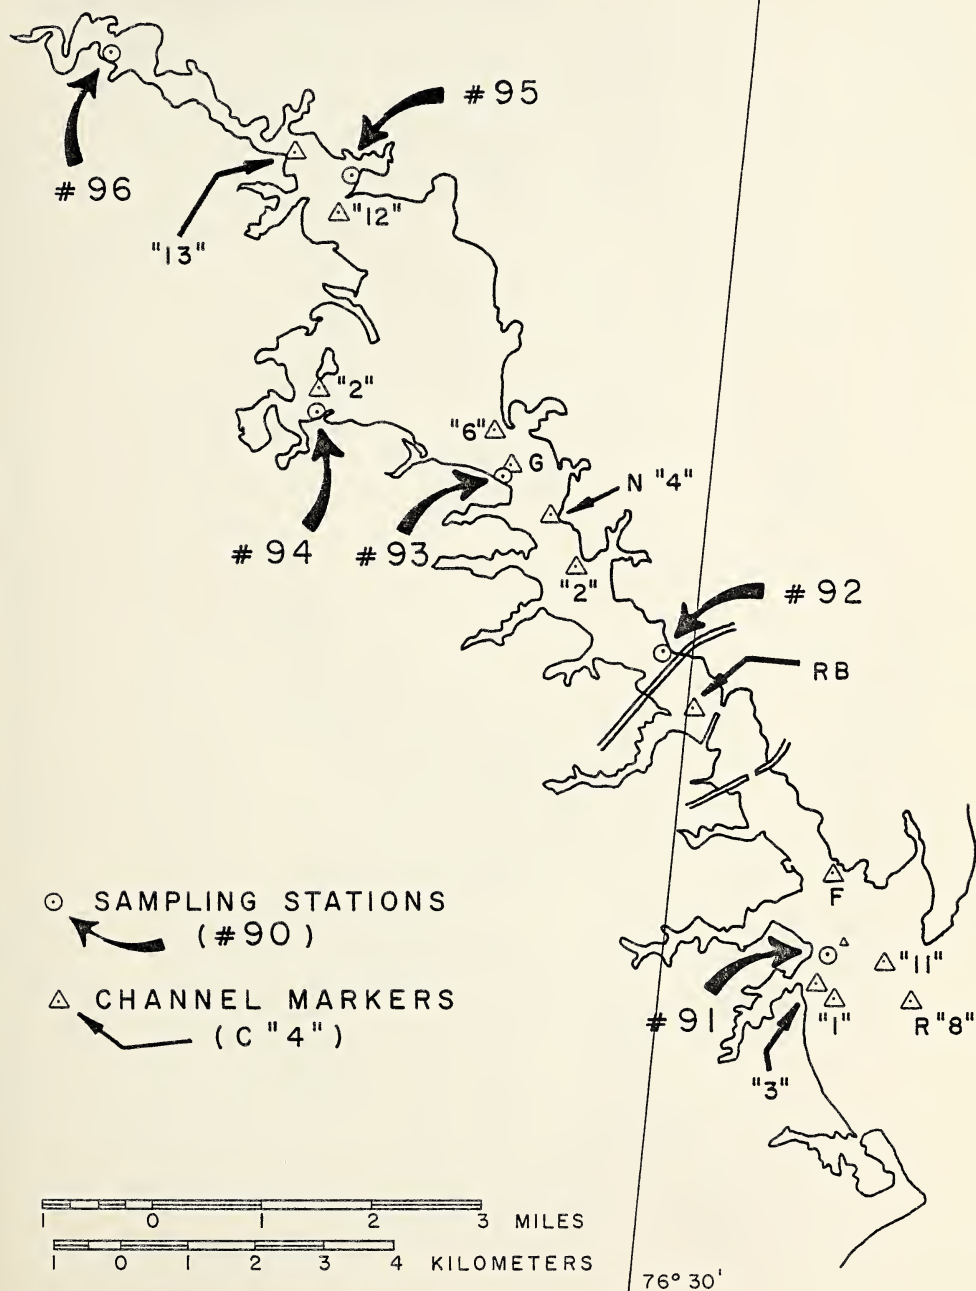 #95
#96
"12"
"13"
"2"
"6"
G
N "4"
#94
#93
"2"
#92
RB
SAMPLING STATIONS
(#90)
F
"11"
CHANNEL MARKERS
(C "4")
#91
"1"
R "8"
"3"
1 0 1 2 3 MILES
1 0 1 2 3 4 KILOMETERS
76° 30'